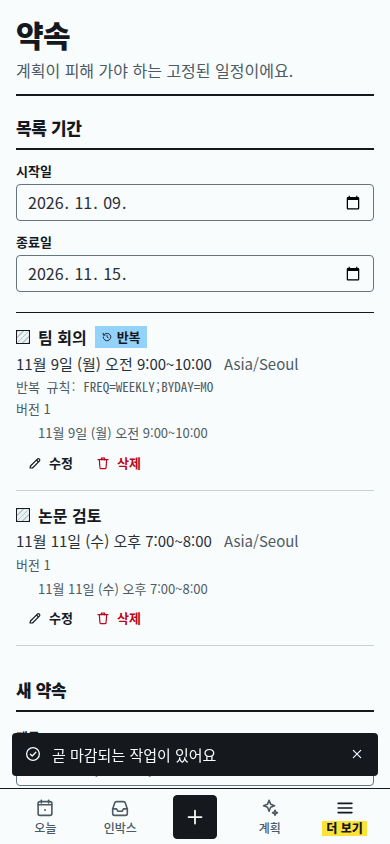 약속
계획이 피해 가야 하는 고정된 일정이에요.
목록 기간
시작일
2026. 11. 09.
종료일
2026. 11. 15.
팀 회의 반복
11월 9일 (월) 오전 9:00~10:00 Asia/Seoul
반복 규칙: FREQ=WEEKLY;BYDAY=MO
버전 1
11월 9일 (월) 오전 9:00~10:00
수정 삭제
논문 검토
11월 11일 (수) 오후 7:00~8:00 Asia/Seoul
버전 1
11월 11일 (수) 오후 7:00~8:00
수정 삭제
새 약속
곧 마감되는 작업이 있어요
오늘 인박스 계획 더 보기